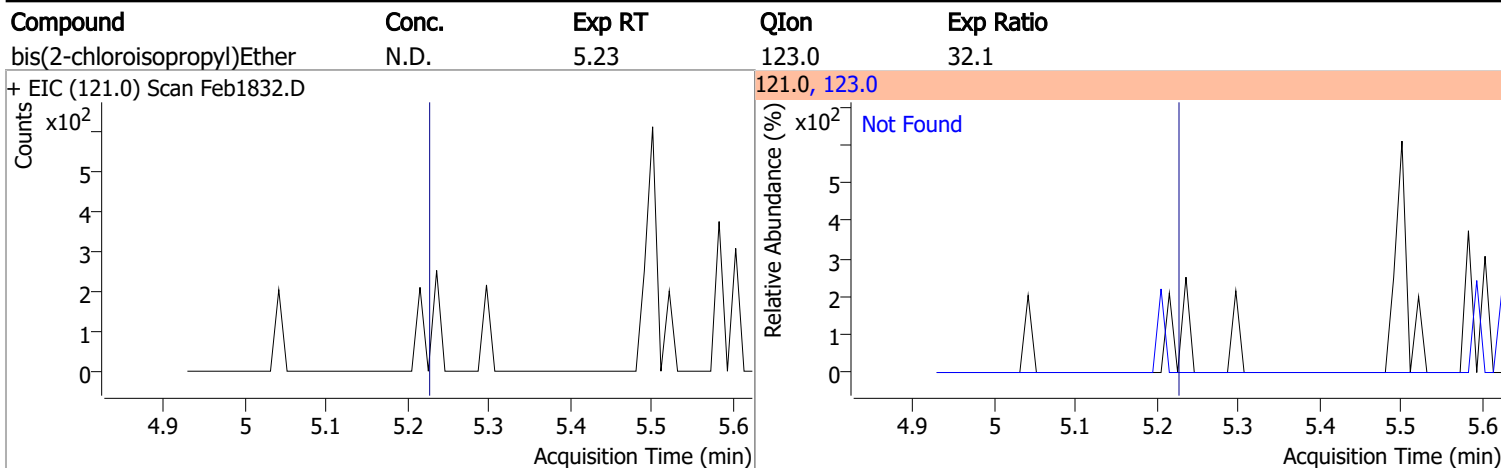 Compound Conc. Exp RT QIon Exp Ratio
bis(2-chloroisopropyl)Ether N.D. 5.23 123.0 32.1
+ EIC (121.0) Scan Feb1832.D
Counts
x10²
5
4
3
2
1
0
4.9 5 5.1 5.2 5.3 5.4 5.5 5.6
Acquisition Time (min)
121.0, 123.0
Relative Abundance (%)
x10²
Not Found
5
4
3
2
1
0
4.9 5 5.1 5.2 5.3 5.4 5.5 5.6
Acquisition Time (min)